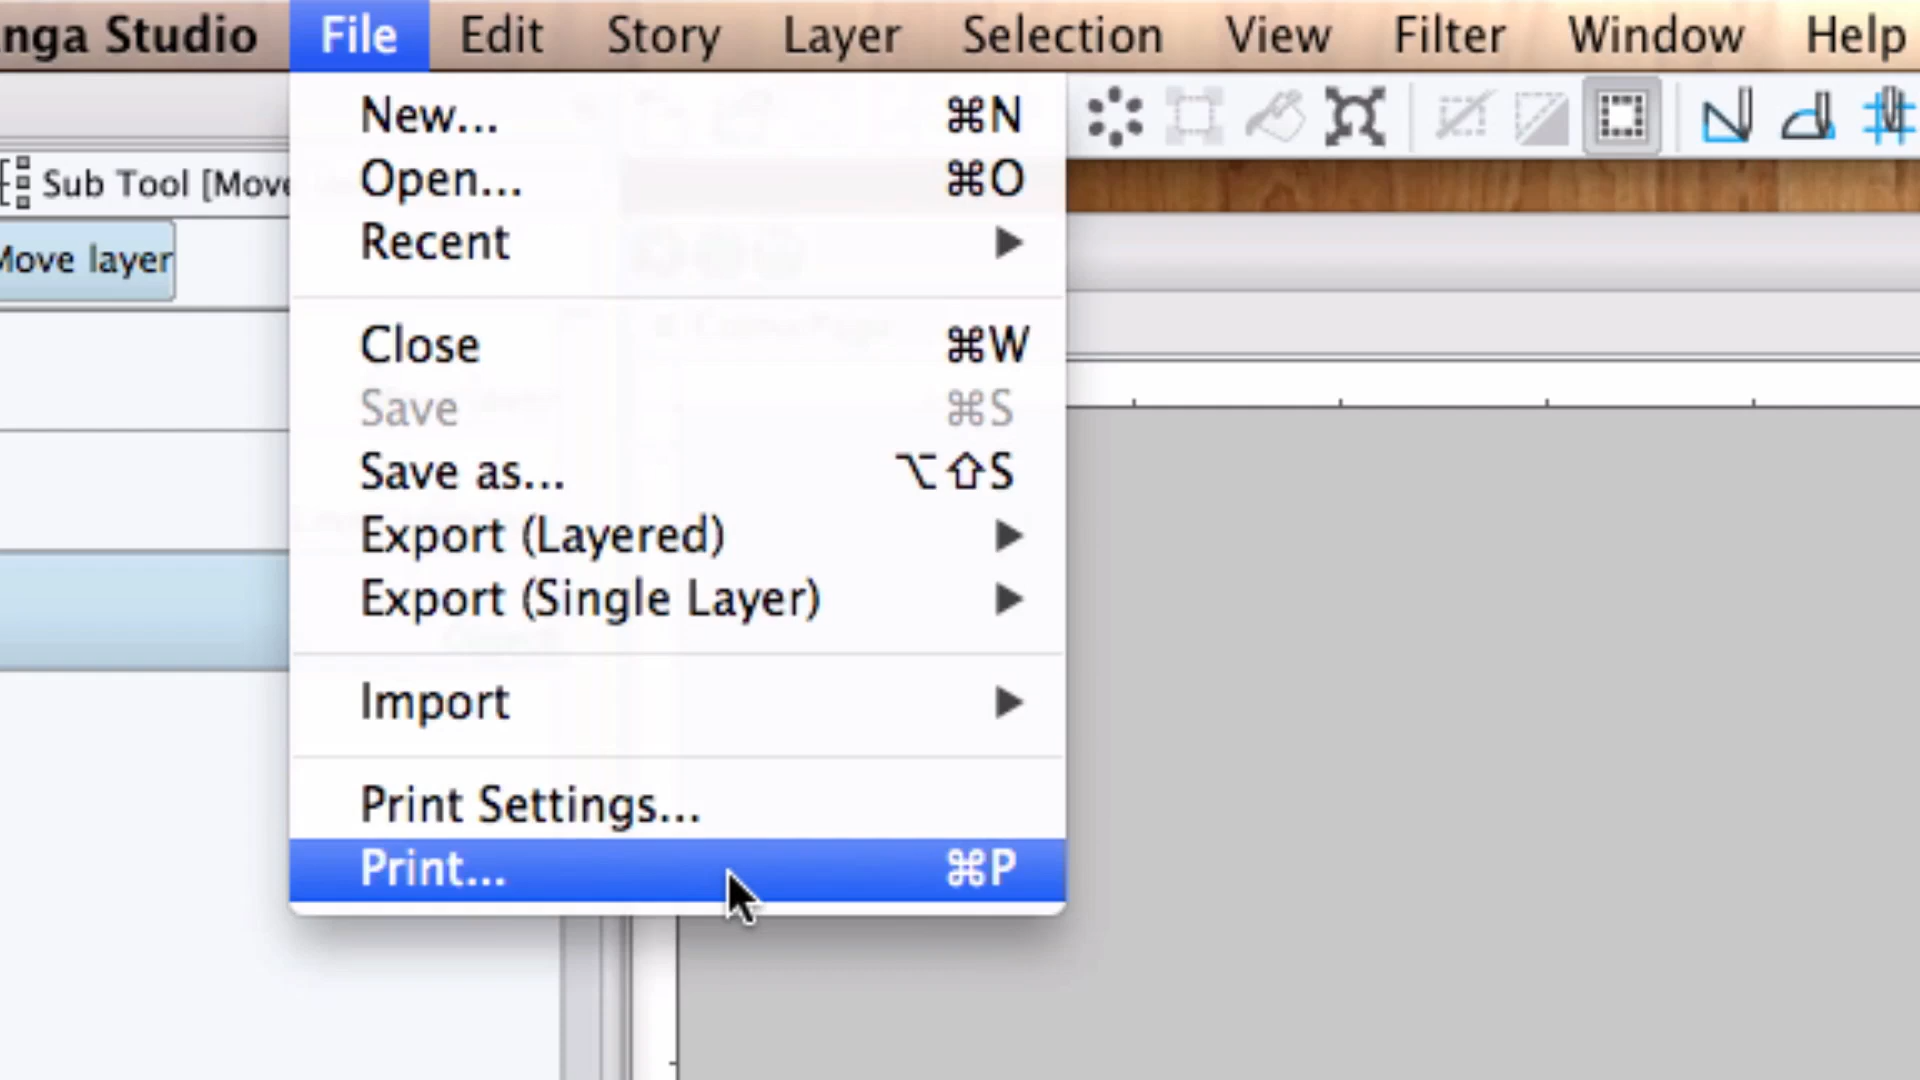 nga Studio File Edit Story Layer Selection View Filter Window Help
New... ⌘N
Open... ⌘O
Sub Tool [Move
Recent
Move layer
Close ⌘W
Save ⌘S
Save as... ⌥⇧S
Export (Layered)
Export (Single Layer)
Import
Print Settings...
Print... ⌘P